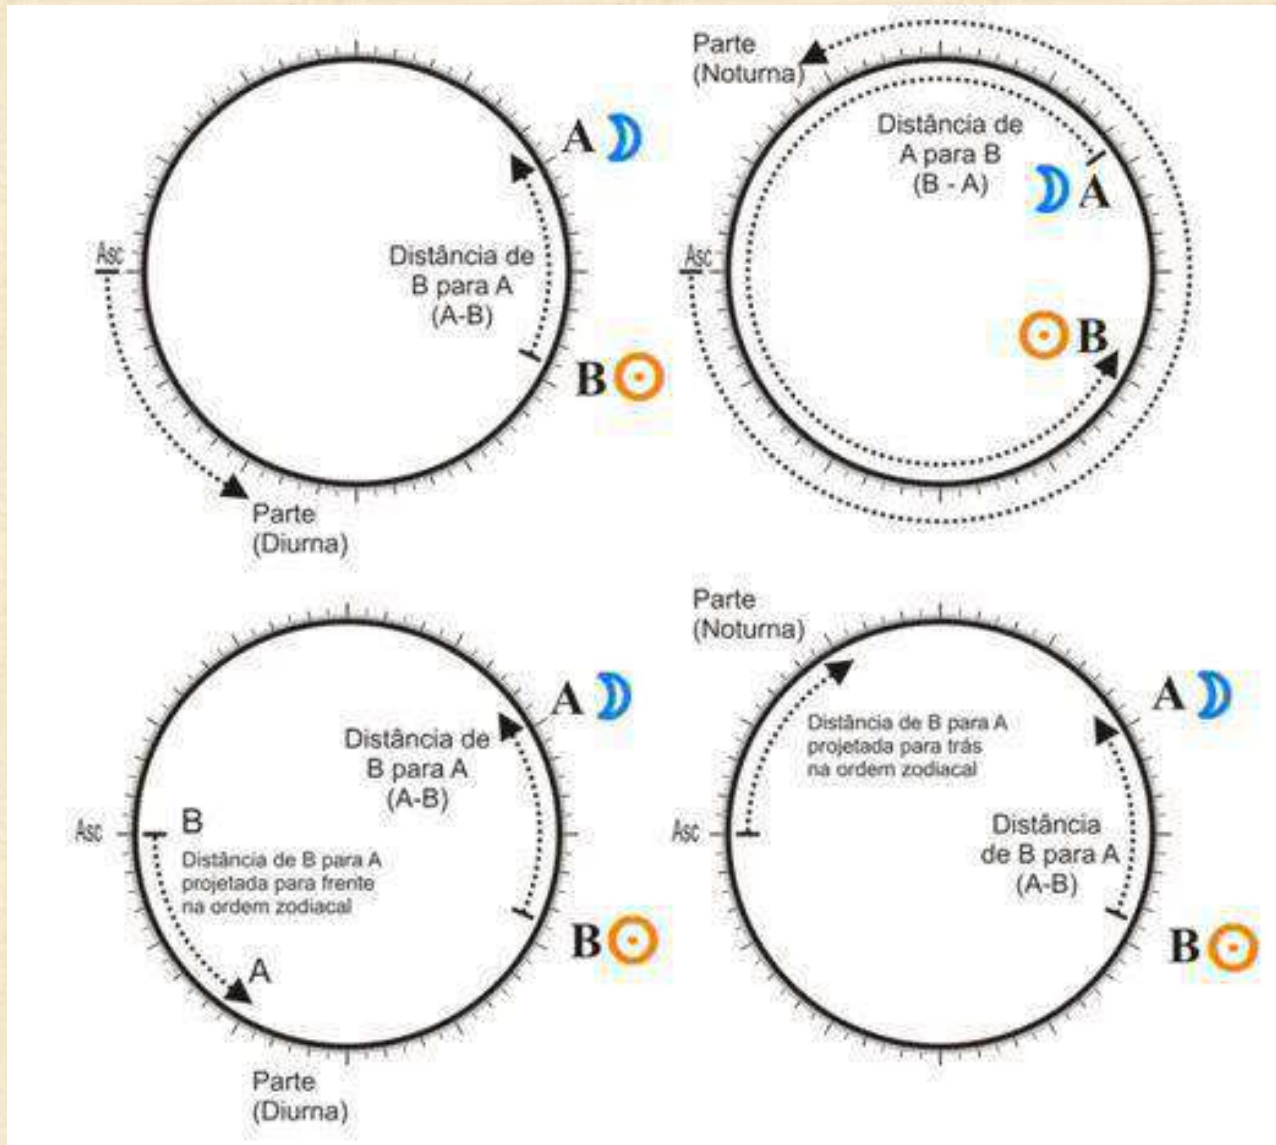 A
Asc
Distância de
B para A
(A-B)
B
Parte
(Diurna)
Parte
(Noturna)
Distância de
A para B
(B - A)
A
Asc
B
A
Distância de
B para A
(A-B)
Asc
B
Distância de B para A
projetada para frente
na ordem zodiacal
B
A
Parte
(Diurna)
Parte
(Noturna)
A
Distância de B para A
projetada para trás
na ordem zodiacal
Asc
Distância
de B para A
(A-B)
B